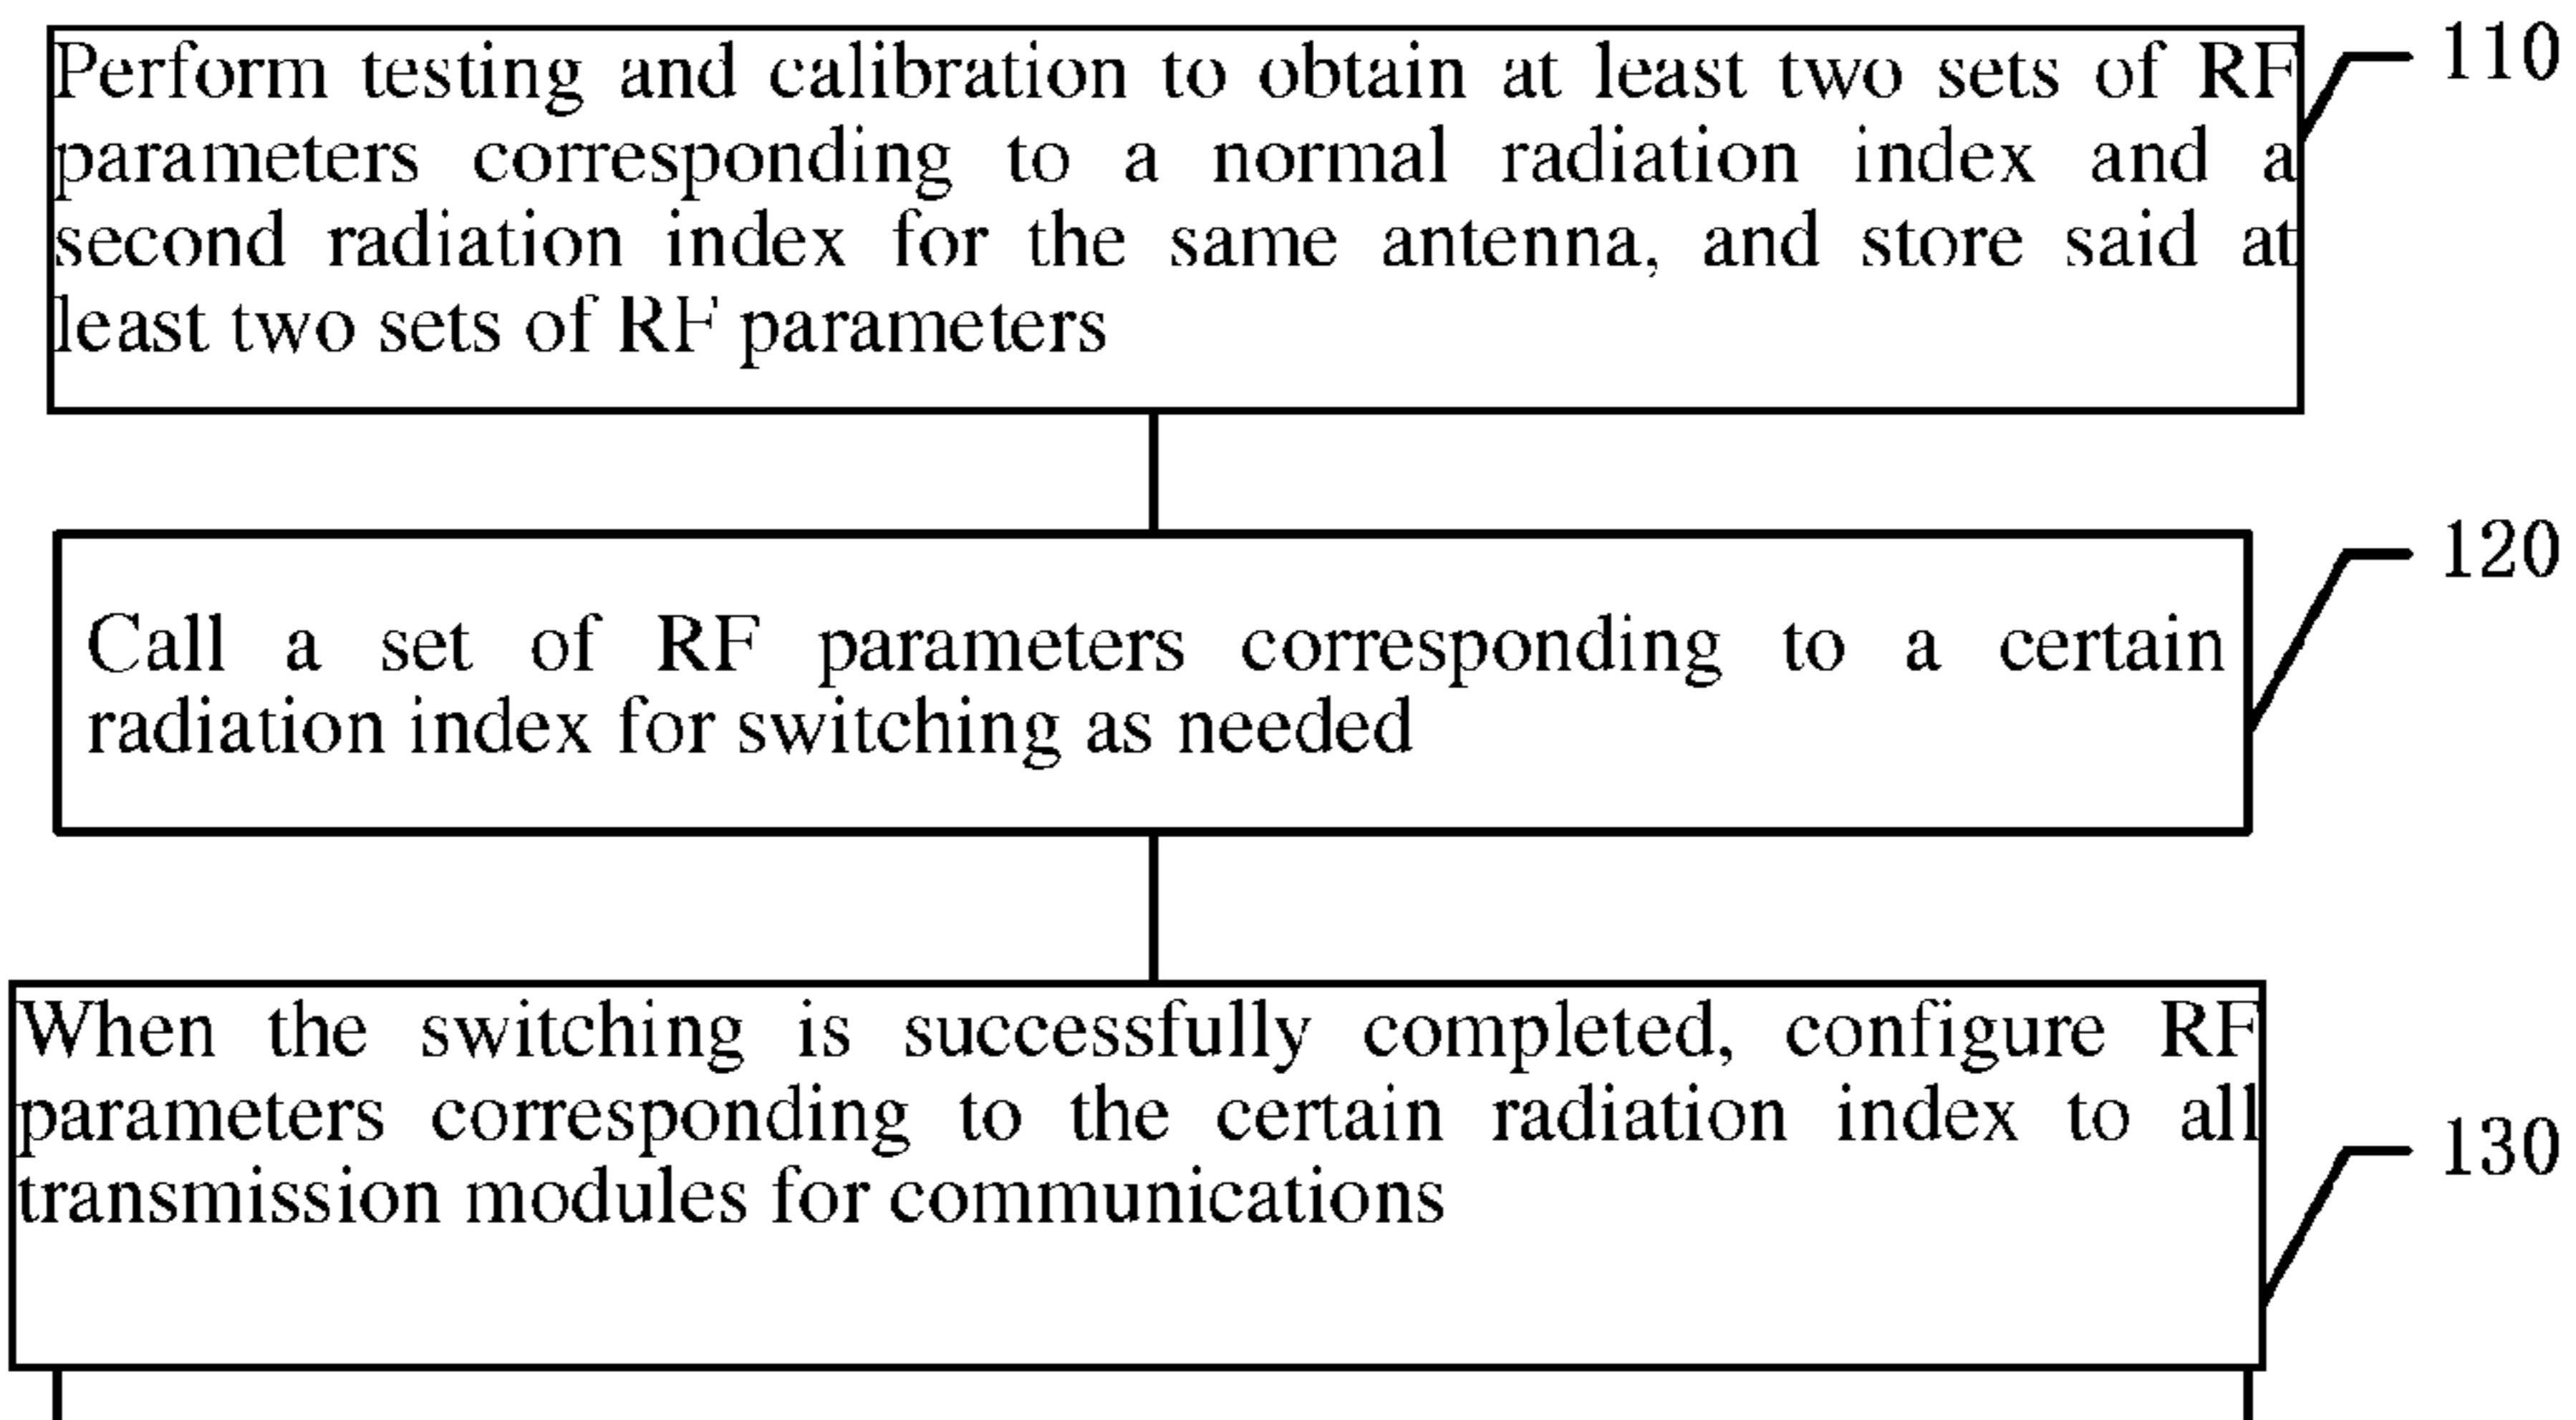 Perform testing and calibration to obtain at least two sets of RF
110
parameters corresponding to a normal radiation index and a
second radiation index for the same antenna, and store said at
least two sets of RF parameters
120
Call a set of RF parameters corresponding to a certain
radiation index for switching as needed
When the switching is successfully completed, configure RF
parameters corresponding to the certain radiation index to all
130
transmission modules for communications